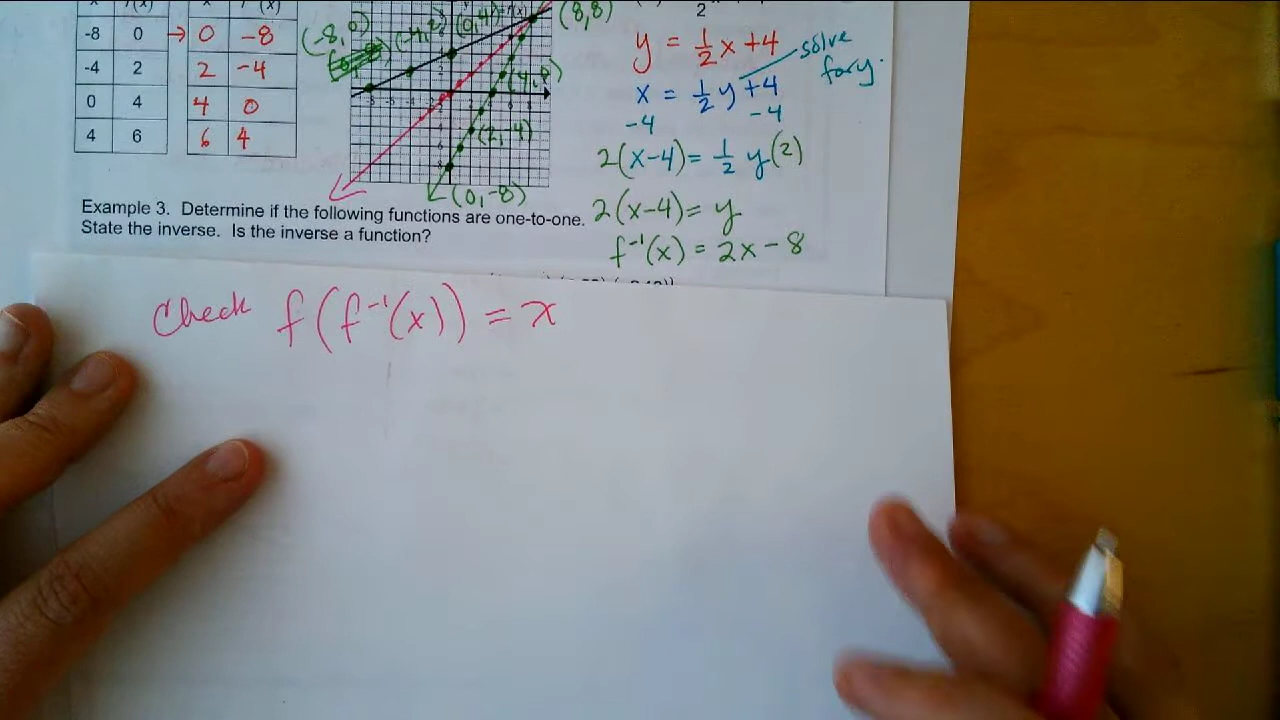 x f(x) x f⁻¹(x)
-8 0 → 0 -8
-4 2 2 -4
0 4 4 0
4 6 6 4
(-8,0) (-4,2) (0,4) f(x) (8,8)
(2,-4)
(0,-8)
2
y = 1/2 x + 4
solve for y.
x = 1/2 y + 4
-4 -4
2(x-4) = 1/2 y(2)
2(x-4) = y
f⁻¹(x) = 2x - 8
Example 3. Determine if the following functions are one-to-one.
State the inverse. Is the inverse a function?
Check f(f⁻¹(x)) = x